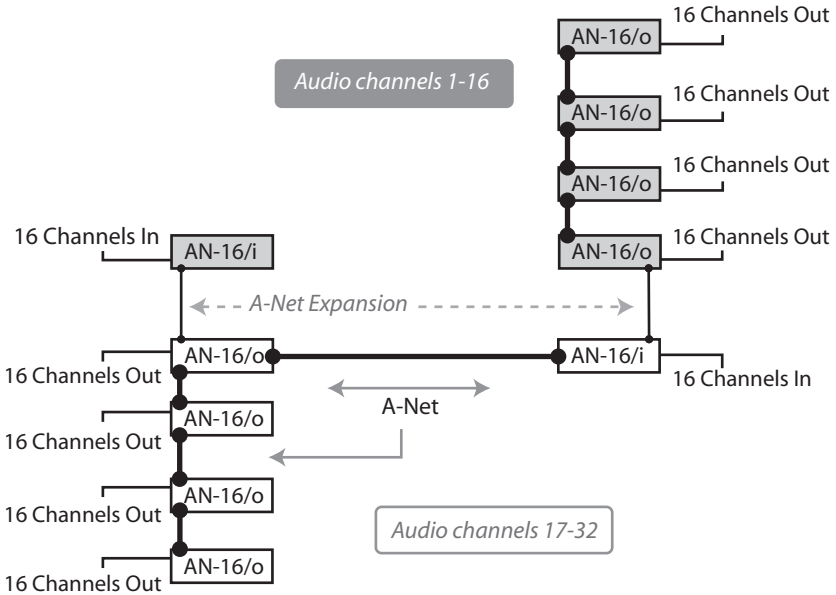 16 Channels Out
AN-16/o
Audio channels 1-16
16 Channels Out
AN-16/o
16 Channels Out
AN-16/o
16 Channels In
AN-16/i
16 Channels Out
AN-16/o
A-Net Expansion
AN-16/o
AN-16/i
16 Channels Out
16 Channels In
A-Net
AN-16/o
16 Channels Out
AN-16/o
16 Channels Out
Audio channels 17-32
AN-16/o
16 Channels Out